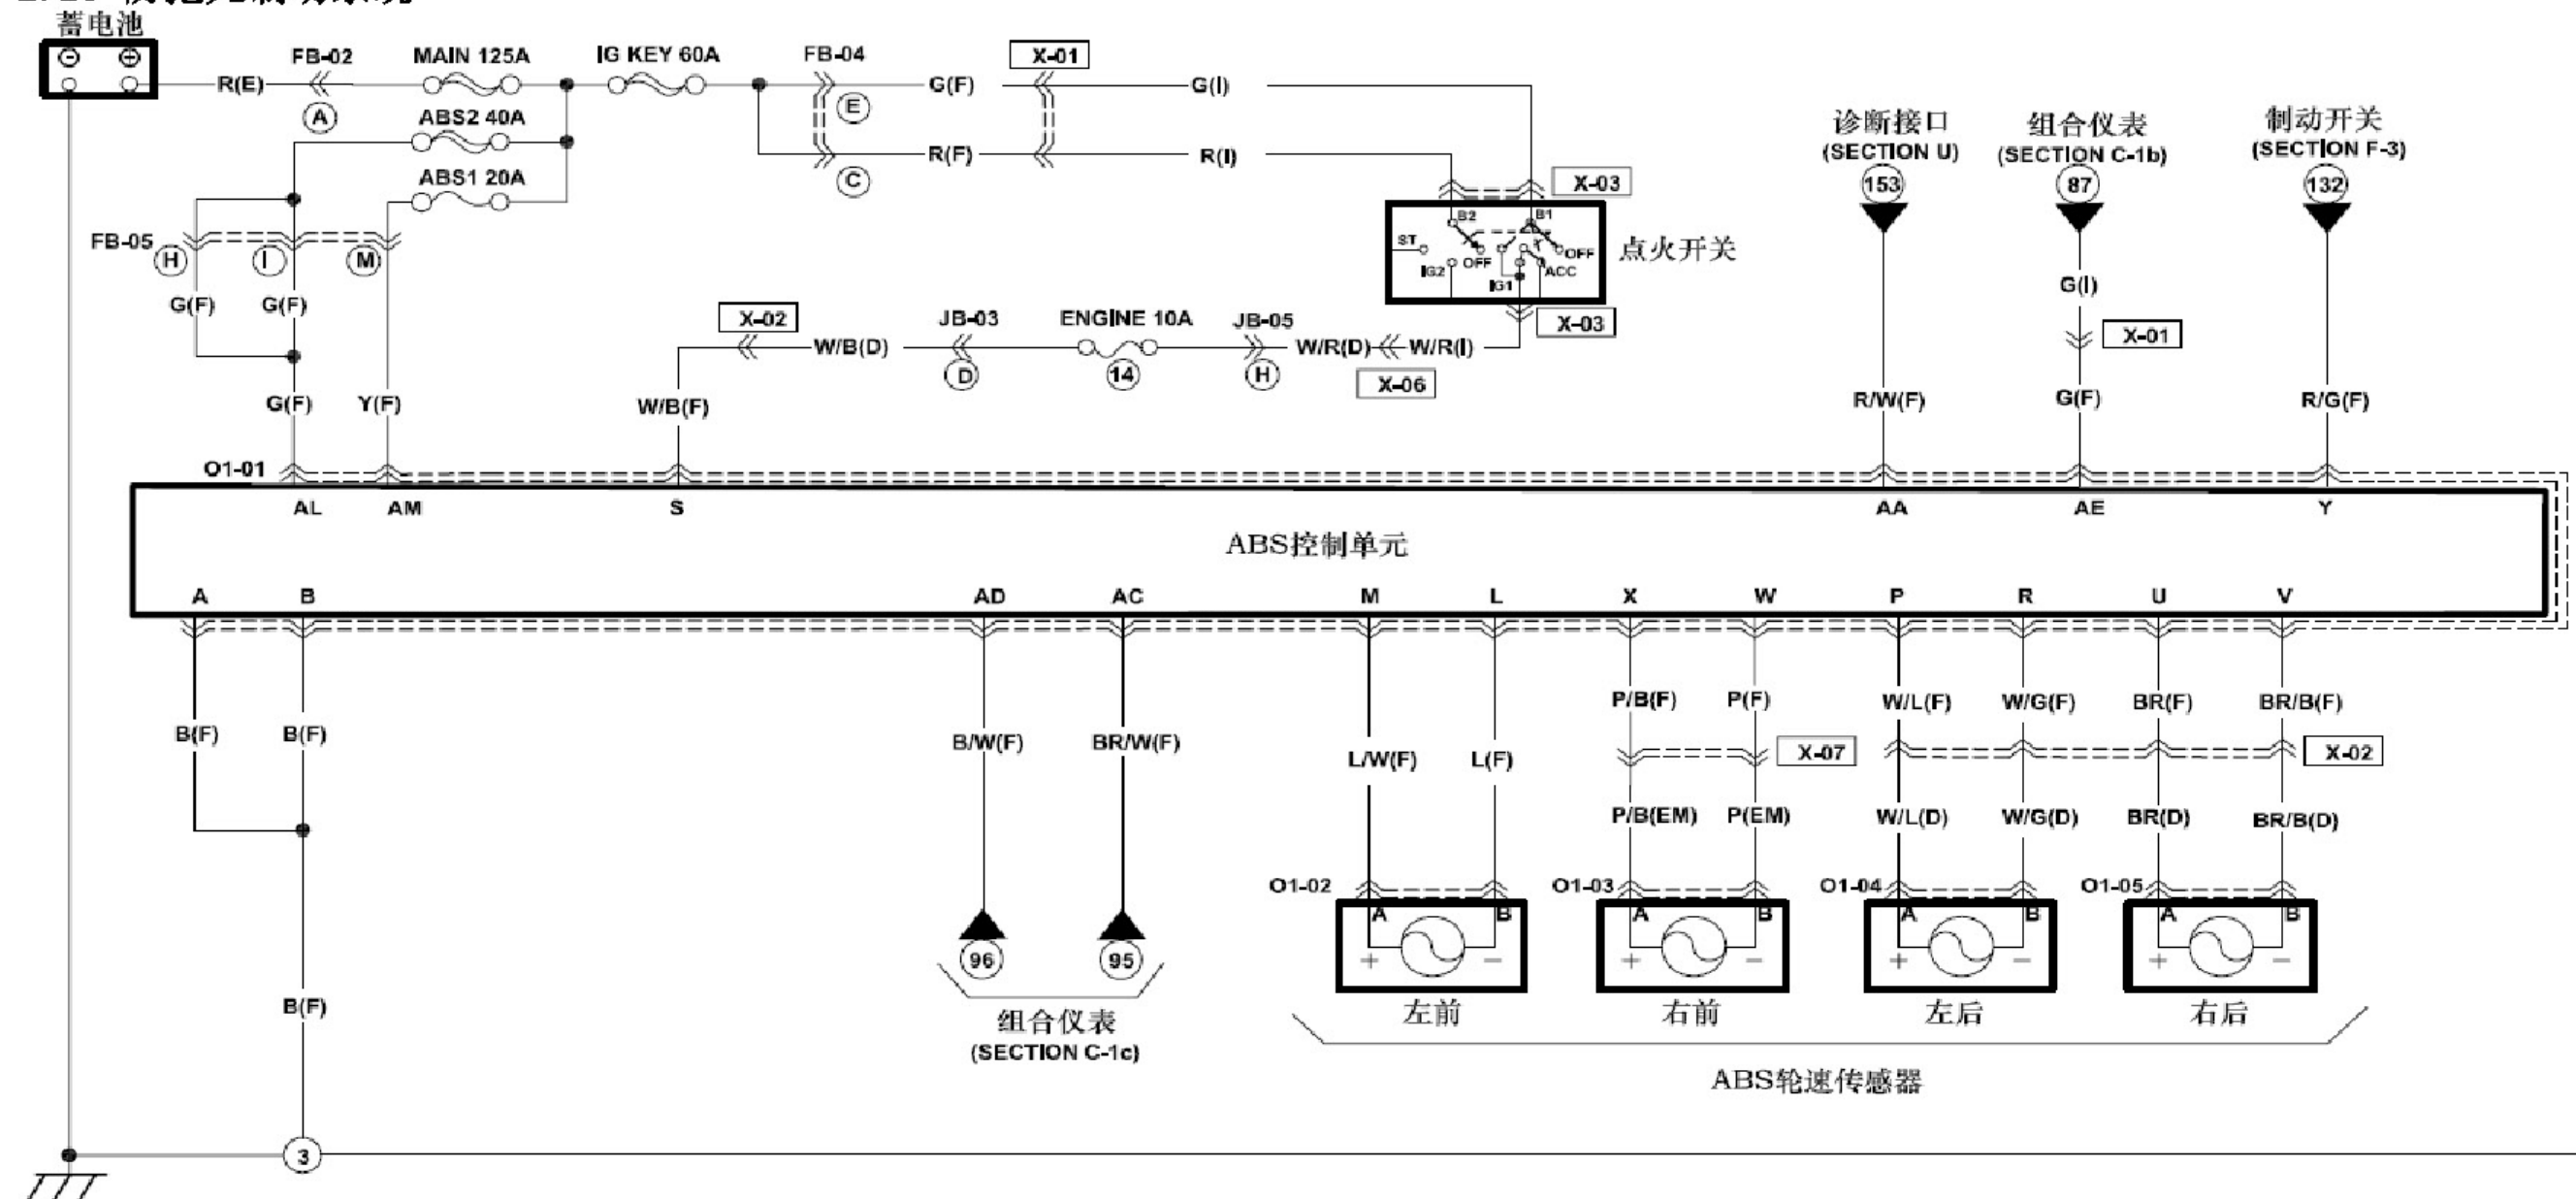 蓄电池
FB-02
MAIN 125A
IG KEY 60A
FB-04
X-01
R(E)
G(F)
G(I)
A
E
ABS2 40A
R(F)
R(I)
C
ABS1 20A
诊断接口
(SECTION U)
153
组合仪表
(SECTION C-1b)
87
制动开关
(SECTION F-3)
132
X-03
B2
B1
ST
OFF
OFF
IG2
IG1
ACC
点火开关
X-03
FB-05
H
I
M
G(F)
G(F)
G(I)
X-01
X-02
W/B(D)
JB-03
D
ENGINE 10A
14
JB-05
H
W/R(D)
W/R(I)
X-06
G(F)
Y(F)
W/B(F)
R/W(F)
G(F)
R/G(F)
O1-01
AL
AM
S
AA
AE
Y
ABS控制单元
A
B
AD
AC
M
L
X
W
P
R
U
V
P/B(F)
P(F)
W/L(F)
W/G(F)
BR(F)
BR/B(F)
B(F)
B(F)
B/W(F)
BR/W(F)
L/W(F)
L(F)
X-07
X-02
P/B(EM)
P(EM)
W/L(D)
W/G(D)
BR(D)
BR/B(D)
O1-02
O1-03
O1-04
O1-05
A
B
A
B
A
B
A
B
+
−
+
−
+
−
+
−
96
95
B(F)
左前
右前
左后
右后
组合仪表
(SECTION C-1c)
ABS轮速传感器
3